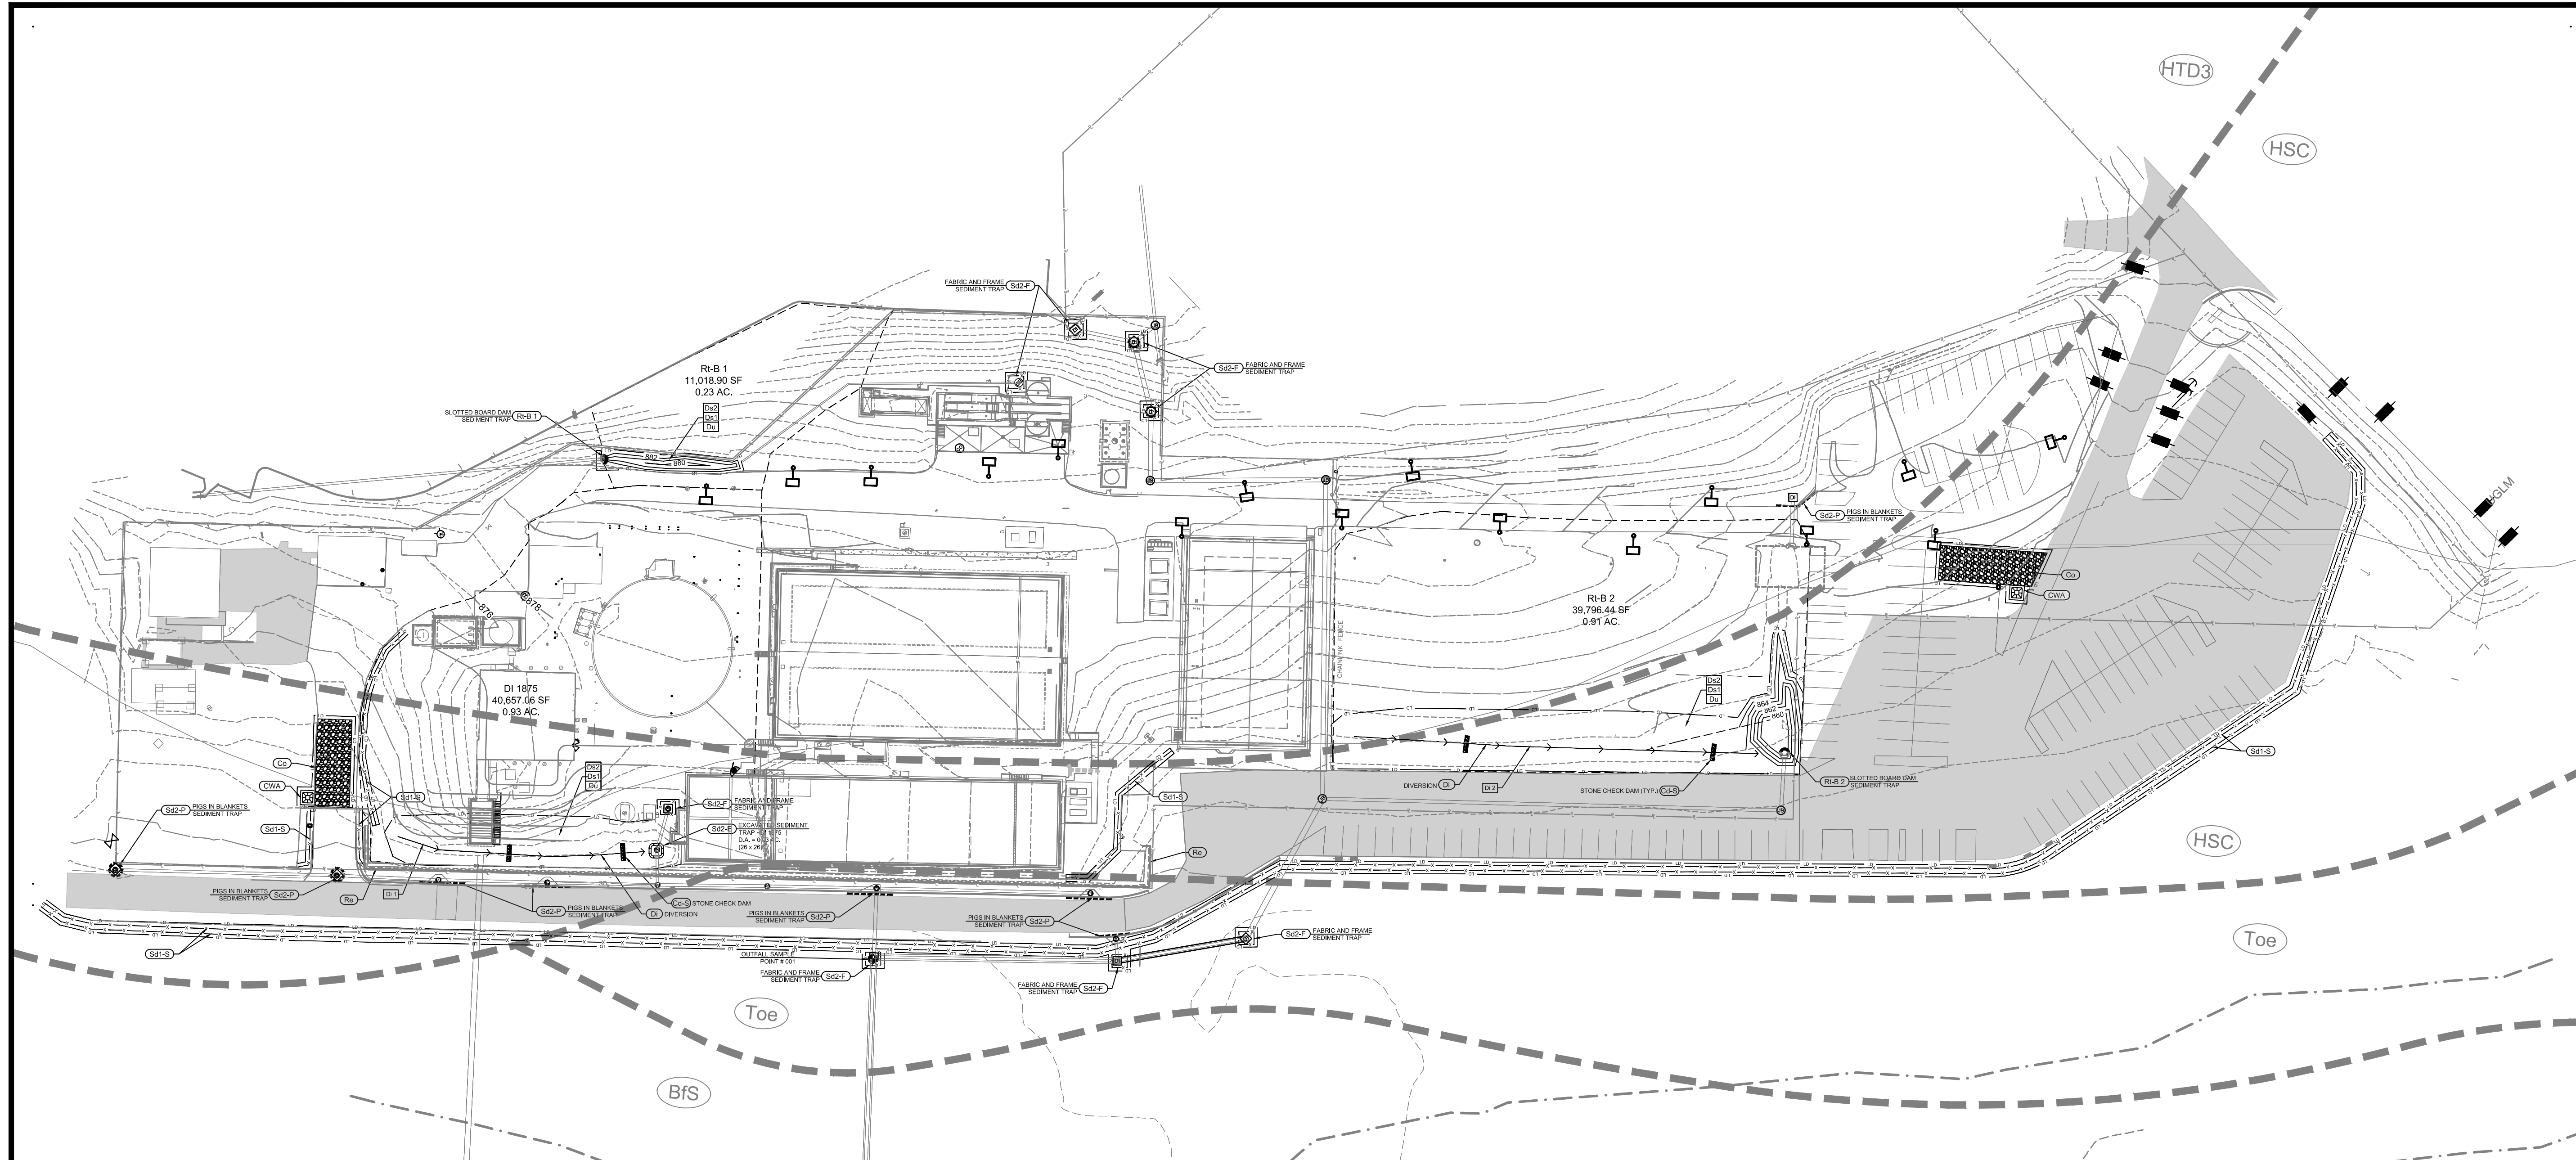 HTD3
HSC
FABRIC AND FRAME
SEDIMENT TRAP
Sd2-F
Sd2-F
FABRIC AND FRAME
SEDIMENT TRAP
Rt-B 1
11,018.90 SF
0.23 AC.
Ds2
Ds1
Du
SLOTTED BOARD DAM
SEDIMENT TRAP
Rt-B 1
882
880
DI
Sd2-P
PIGS IN BLANKETS
SEDIMENT TRAP
Co
CWA
876
878
Rt-B 2
39,796.44 SF
0.91 AC.
DI 1875
40,657.06 SF
0.93 AC.
Ds2
Ds1
Du
864
862
860
Sd1-S
Co
CWA
Sd2-P
PIGS IN BLANKETS
SEDIMENT TRAP
Sd1-S
Sd1-S
Ds2
Ds1
Du
Sd2-F
FABRIC AND FRAME
SEDIMENT TRAP
Sd2-E
EXCAVATED SEDIMENT
Sd1-S
DIVERSION
Di
Di 2
STONE CHECK DAM (TYP.)
Cd-S
Rt-B 2
SLOTTED BOARD DAM
SEDIMENT TRAP
Re
HSC
PIGS IN BLANKETS
SEDIMENT TRAP
Sd2-P
Re
Di 1
Sd2-P
PIGS IN BLANKETS
SEDIMENT TRAP
Cd-S
STONE CHECK DAM
Di
DIVERSION
PIGS IN BLANKETS
SEDIMENT TRAP
Sd2-P
PIGS IN BLANKETS
SEDIMENT TRAP
Sd2-P
Sd2-F
FABRIC AND FRAME
SEDIMENT TRAP
Toe
Sd1-S
OUTFALL SAMPLE
POINT # 001
FABRIC AND FRAME
SEDIMENT TRAP
Sd2-F
FABRIC AND FRAME
SEDIMENT TRAP
Sd2-F
Toe
BfS